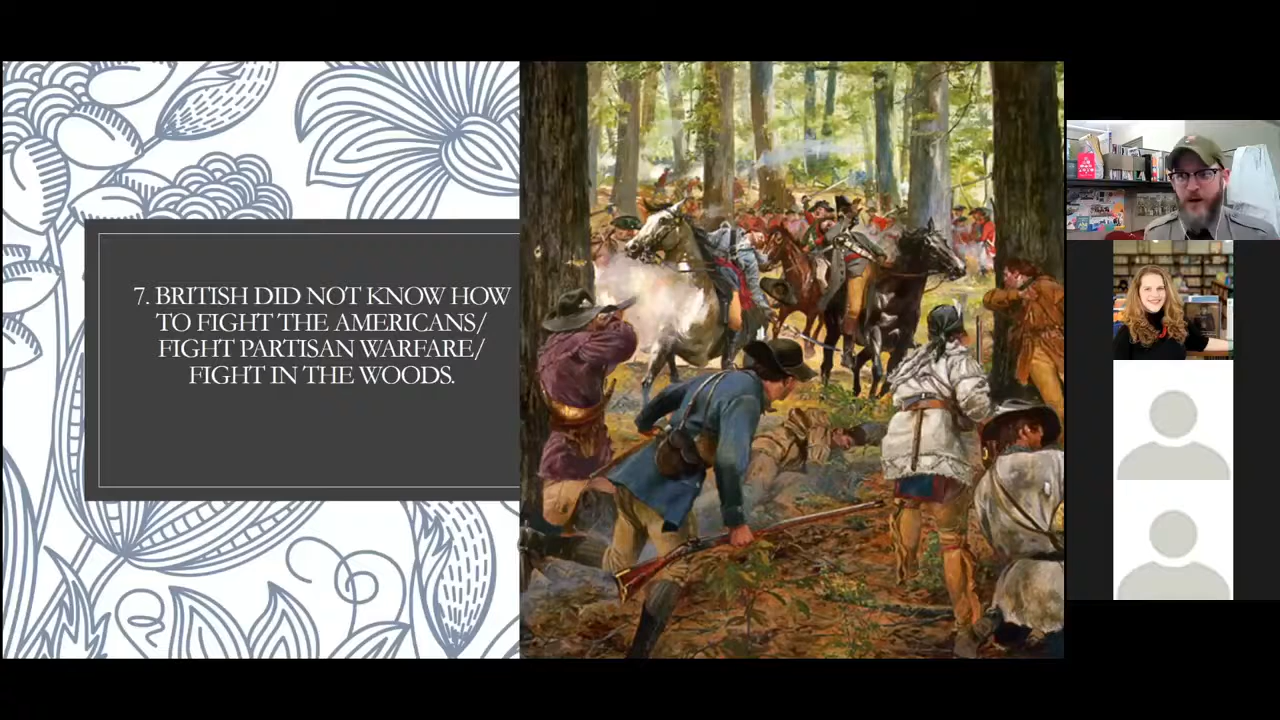 7. BRITISH DID NOT KNOW HOW
TO FIGHT THE AMERICANS/
FIGHT PARTISAN WARFARE/
FIGHT IN THE WOODS.